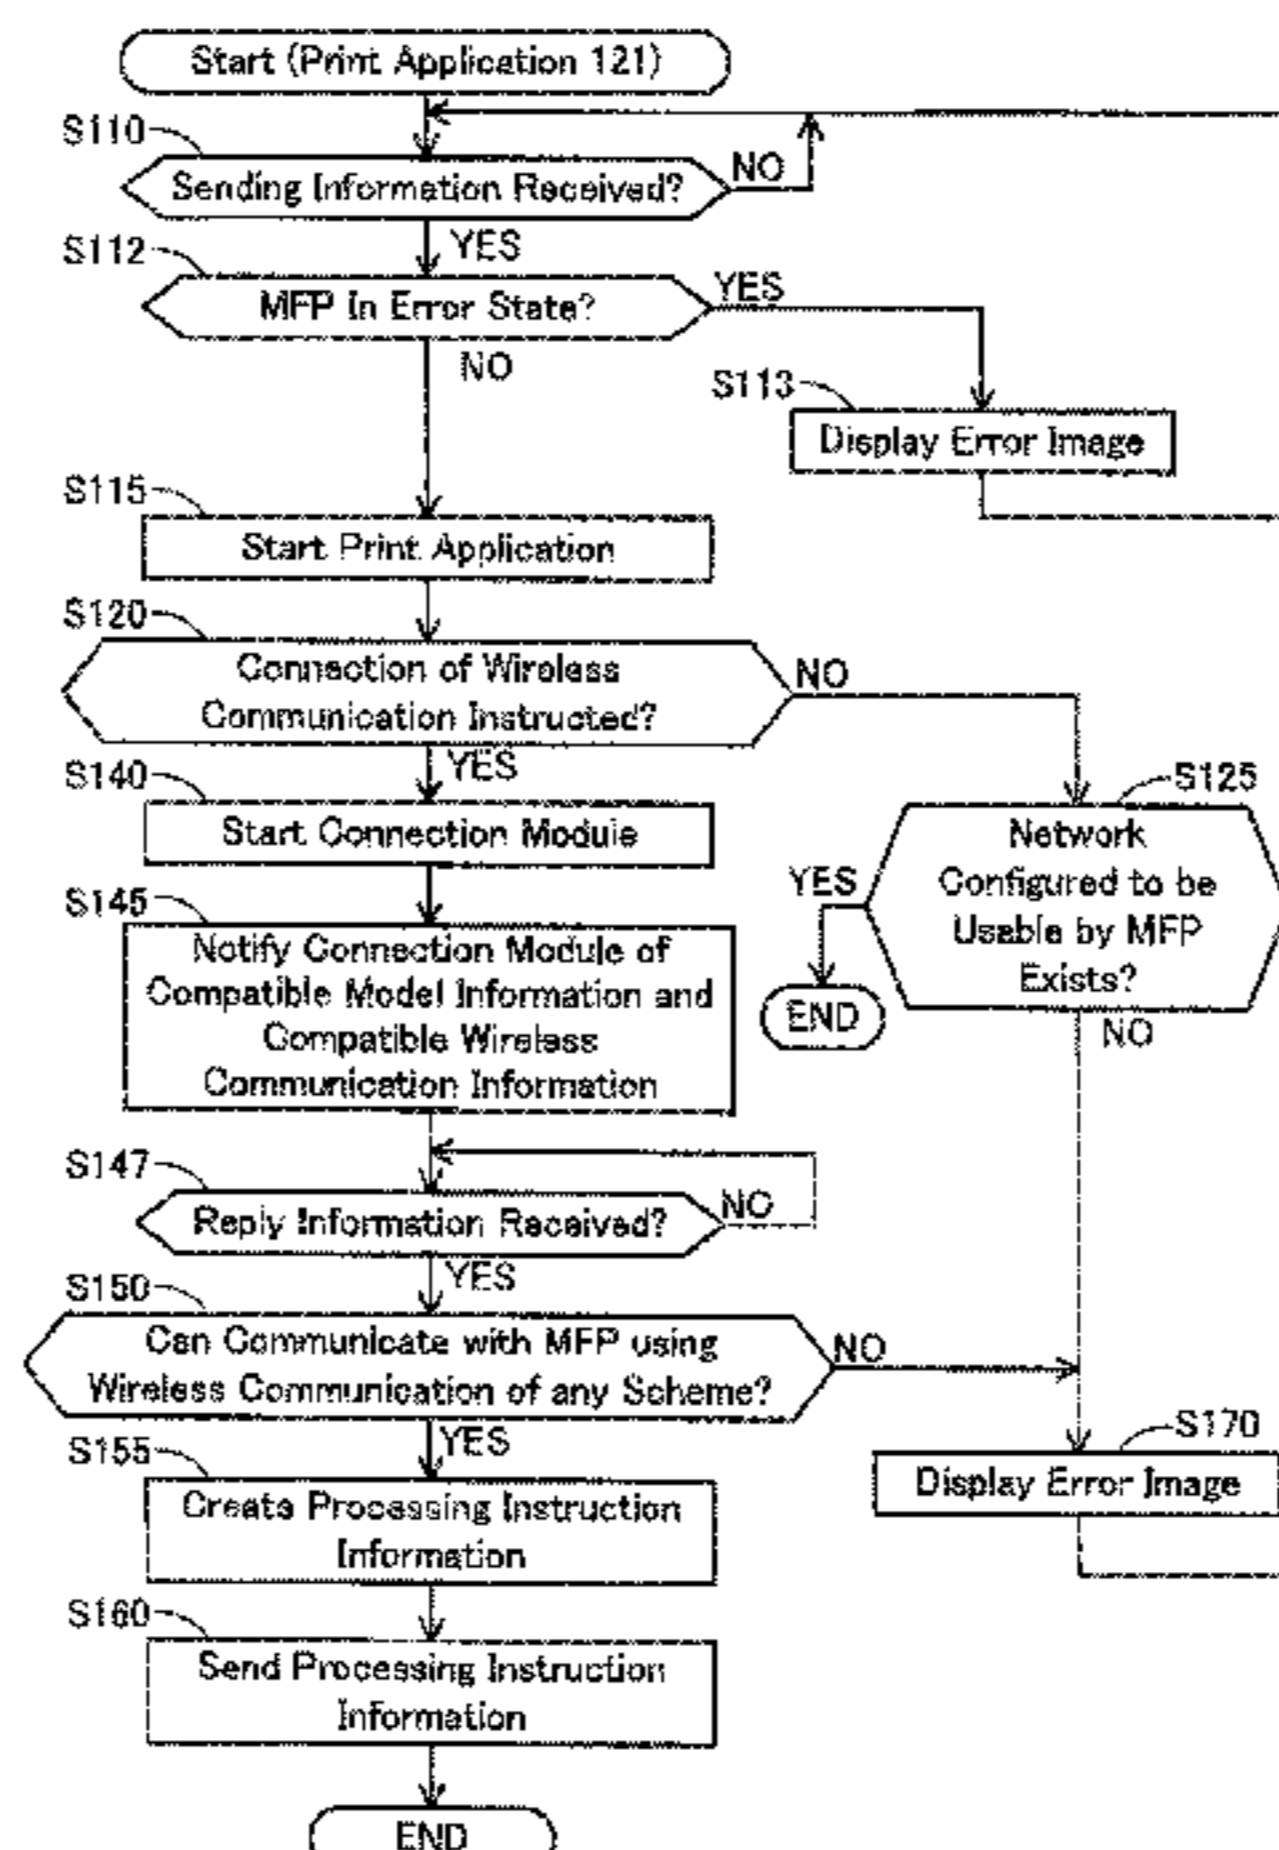 Start (Print Application 121)
S110
Sending Information Received?
NO
YES
S112
MFP In Error State?
YES
NO
S113
Display Error Image
S115
Start Print Application
S120
Connection of Wireless
Communication Instructed?
NO
YES
S140
Start Connection Module
S125
Network
Configured to be
Usable by MFP
Exists?
YES
END
NO
S145
Notify Connection Module of
Compatible Model Information and
Compatible Wireless
Communication Information
S147
Reply Information Received?
NO
YES
S150
Can Communicate with MFP using
Wireless Communication of any Scheme?
NO
YES
S170
Display Error Image
S155
Create Processing Instruction
Information
S160
Send Processing Instruction
Information
END